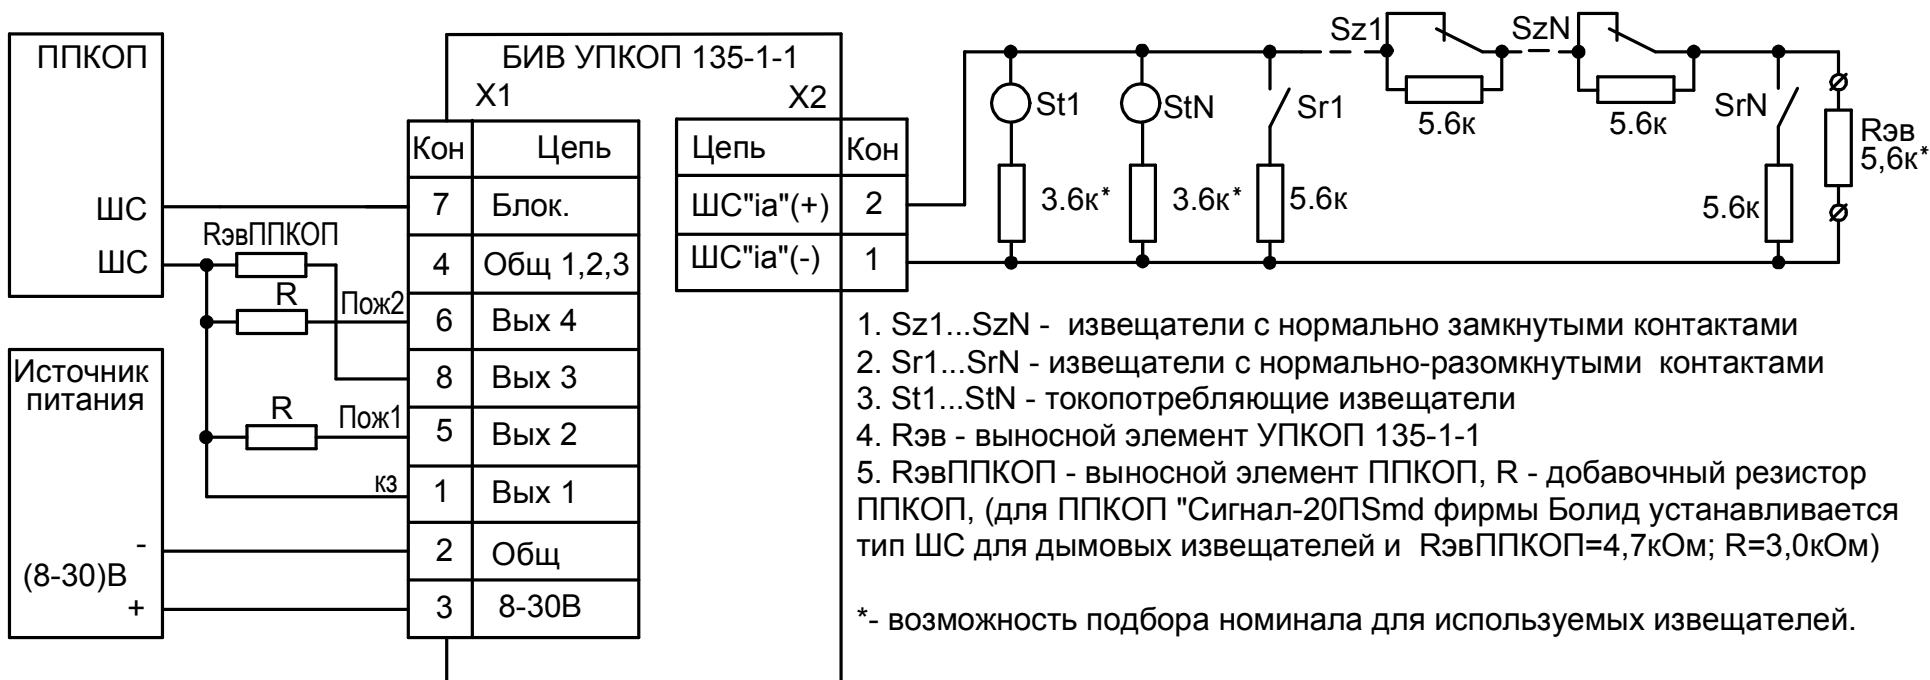 ППКОП
ШС
ШС
RэвППКОП
R
Пож2
R
Пож1
кз
Источник
питания
-
(8-30)В
+
БИВ УПКОП 135-1-1
X1
X2
Кон Цепь
7 Блок.
4 Общ 1,2,3
6 Вых 4
8 Вых 3
5 Вых 2
1 Вых 1
2 Общ
3 8-30В
Цепь Кон
ШС"ia"(+) 2
ШС"ia"(-) 1
St1
3.6к*
StN
3.6к*
Sr1
5.6к
Sz1
5.6к
SzN
5.6к
SrN
5.6к
Rэв
5,6к*
1. Sz1...SzN - извещатели с нормально замкнутыми контактами
2. Sr1...SrN - извещатели с нормально-разомкнутыми контактами
3. St1...StN - токопотребляющие извещатели
4. Rэв - выносной элемент УПКОП 135-1-1
5. RэвППКОП - выносной элемент ППКОП, R - добавочный резистор
ППКОП, (для ППКОП "Сигнал-20ПSmd фирмы Болид устанавливается
тип ШС для дымовых извещателей и RэвППКОП=4,7кОм; R=3,0кОм)
*- возможность подбора номинала для используемых извещателей.